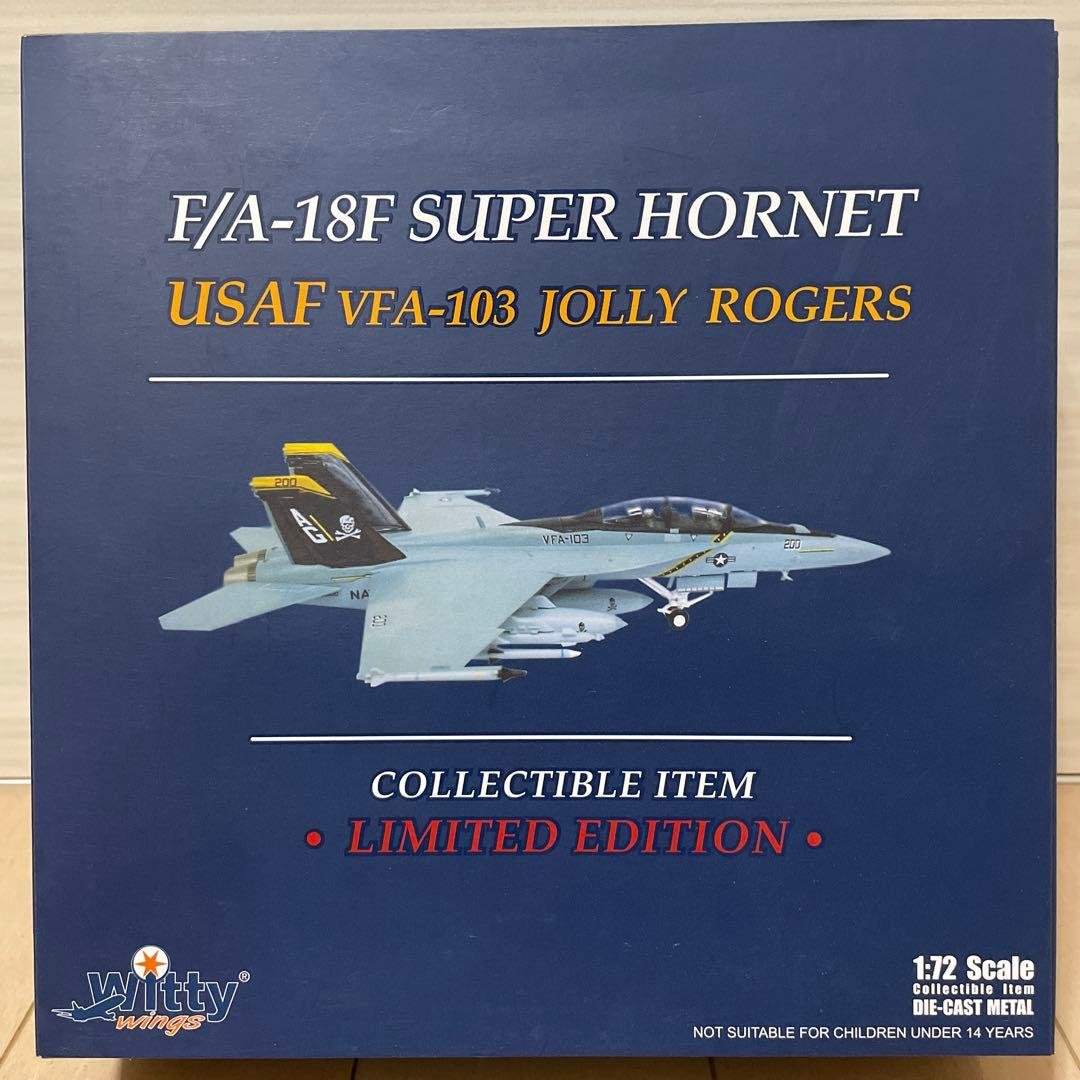 F/A-18F SUPER HORNET
USAF VFA-103 JOLLY ROGERS
200
AG
VFA-103
200
NA
COLLECTIBLE ITEM
• LIMITED EDITION •
witty®
wings
1:72 Scale
Collectible Item
DIE-CAST METAL
NOT SUITABLE FOR CHILDREN UNDER 14 YEARS